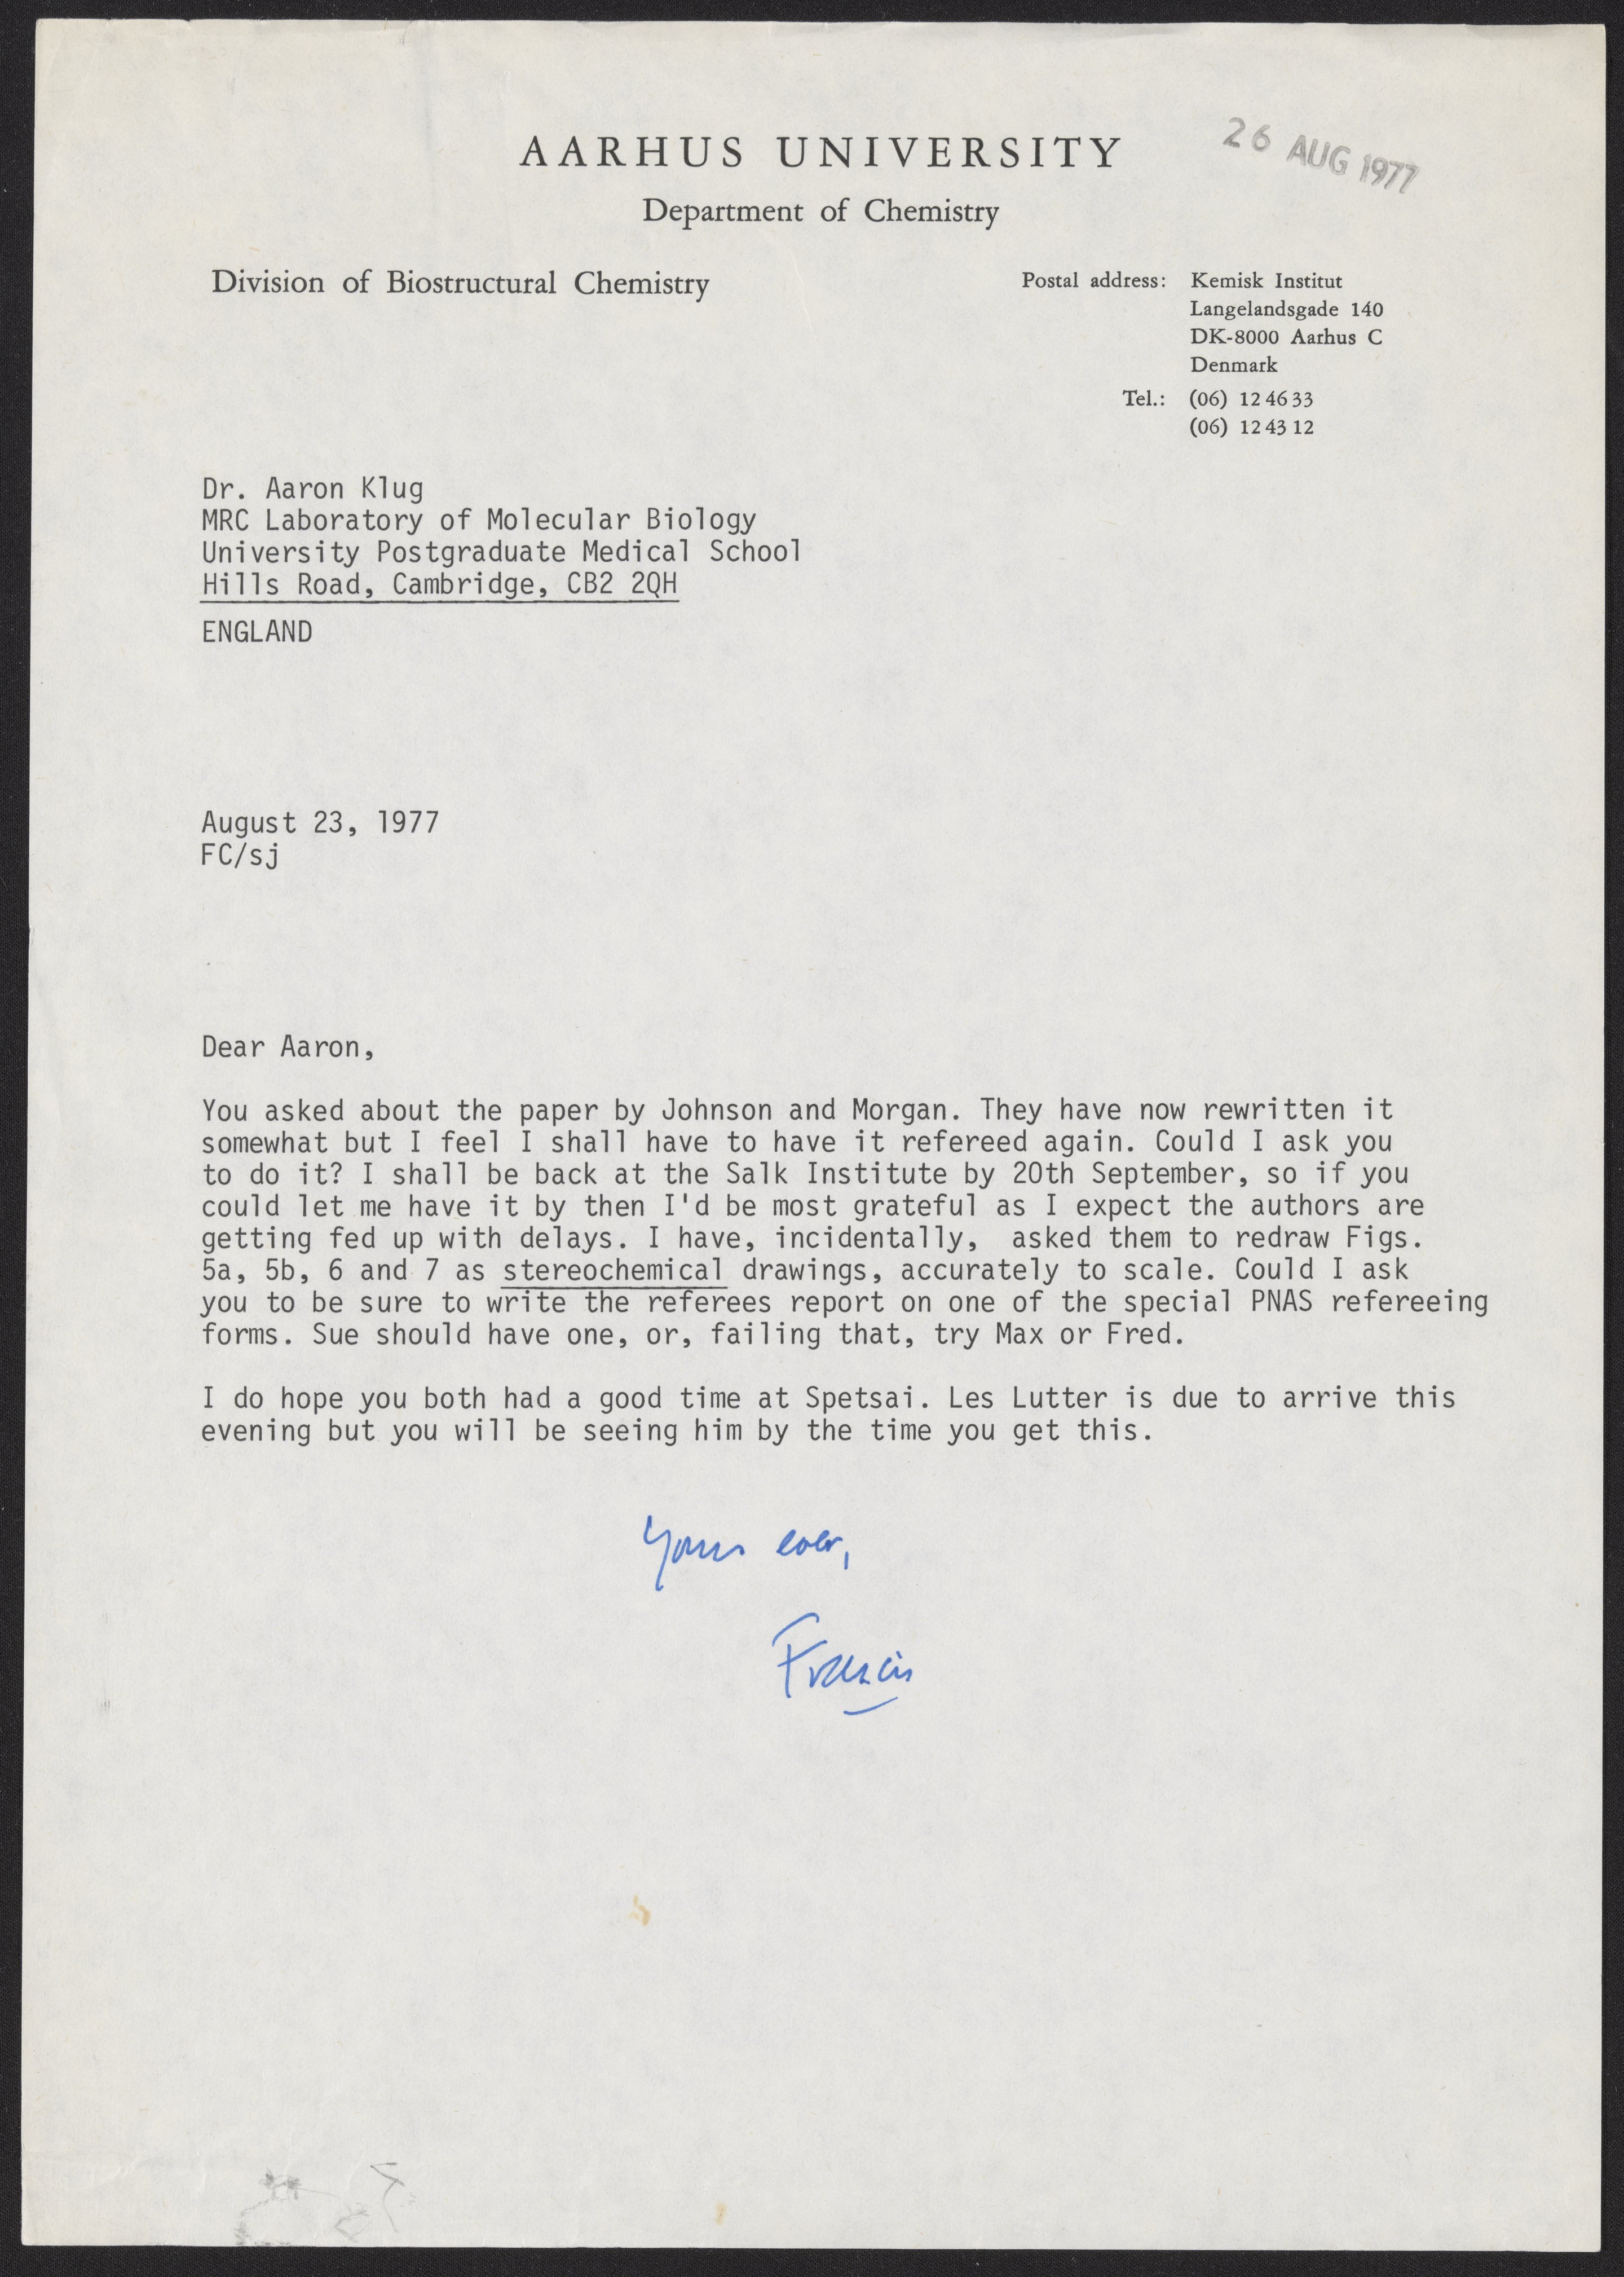 AARHUS UNIVERSITY
26 AUG 1977
Department of Chemistry
Division of Biostructural Chemistry
Postal address: Kemisk Institut
Langelandsgade 140
DK-8000 Aarhus C
Denmark
Tel.: (06) 12 46 33
(06) 12 43 12
Dr. Aaron Klug
MRC Laboratory of Molecular Biology
University Postgraduate Medical School
Hills Road, Cambridge, CB2 2QH
ENGLAND
August 23, 1977
FC/sj
Dear Aaron,
You asked about the paper by Johnson and Morgan. They have now rewritten it
somewhat but I feel I shall have to have it refereed again. Could I ask you
to do it? I shall be back at the Salk Institute by 20th September, so if you
could let me have it by then I'd be most grateful as I expect the authors are
getting fed up with delays. I have, incidentally, asked them to redraw Figs.
5a, 5b, 6 and 7 as stereochemical drawings, accurately to scale. Could I ask
you to be sure to write the referees report on one of the special PNAS refereeing
forms. Sue should have one, or, failing that, try Max or Fred.
I do hope you both had a good time at Spetsai. Les Lutter is due to arrive this
evening but you will be seeing him by the time you get this.
Yours ever,
Francis